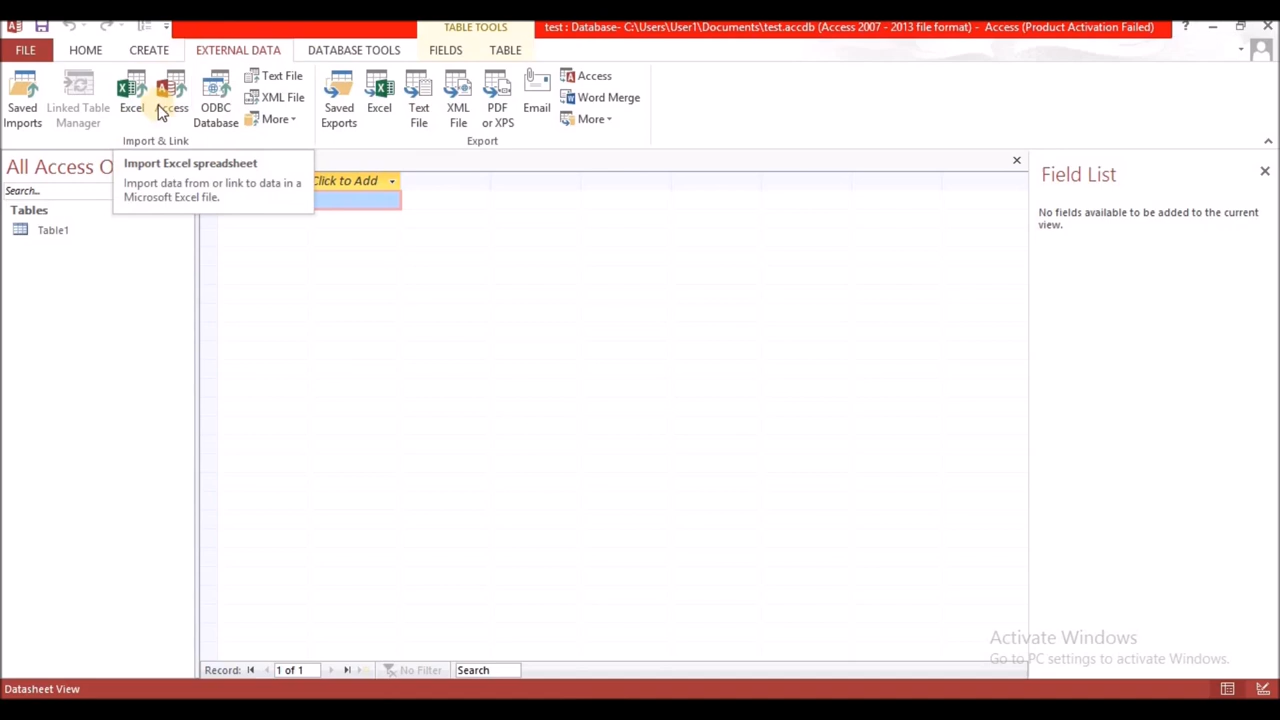 TABLE TOOLS
test : Database- C:\Users\User1\Documents\test.accdb (Access 2007 - 2013 file format) - Access (Product Activation Failed)
?
FILE HOME CREATE EXTERNAL DATA DATABASE TOOLS FIELDS TABLE
Saved Imports
Linked Table Manager
Excel
Access
ODBC Database
Text File
XML File
More
Import & Link
Saved Exports
Excel
Text File
XML File
PDF or XPS
Email
Access
Word Merge
More
Export
Import Excel spreadsheet
Import data from or link to data in a
Microsoft Excel file.
All Access O
Search...
Tables
Table1
Click to Add
Field List
No fields available to be added to the current
view.
Activate Windows
Go to PC settings to activate Windows.
Record: 1 of 1 No Filter Search
Datasheet View